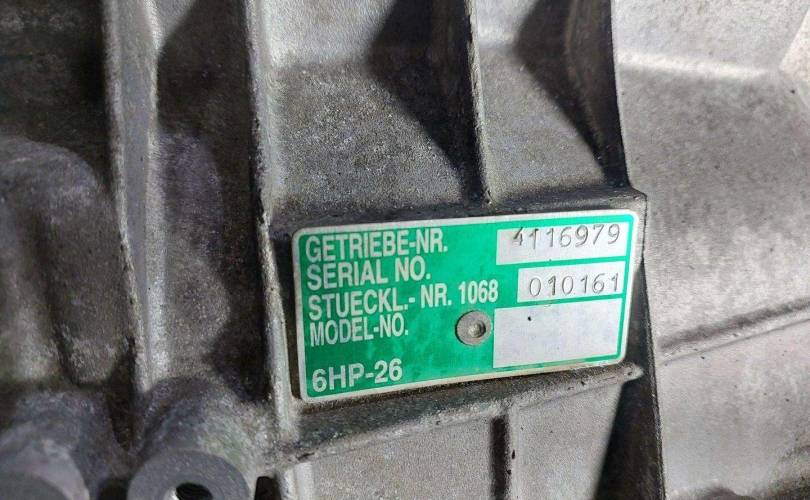 GETRIEBE-NR. 4116979
SERIAL NO.
STUECKL.- NR. 1068 010161
MODEL-NO.
6HP-26